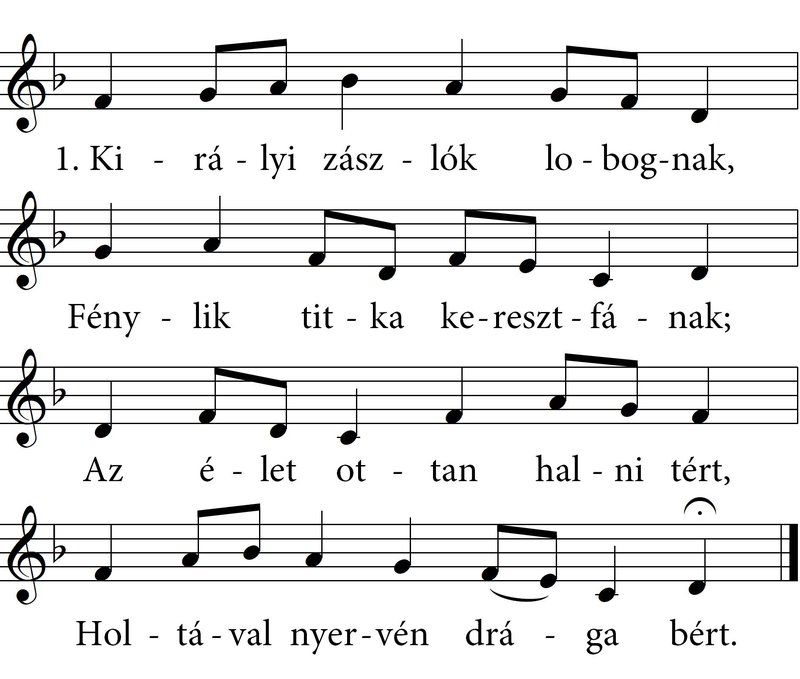 1. Ki - rá - lyi zász - lók lo - bog-nak,
Fény - lik tit - ka ke-reszt-fá - nak;
Az é - let ot - tan hal - ni tért,
Hol - tá - val nyer-vén drá - ga bért.